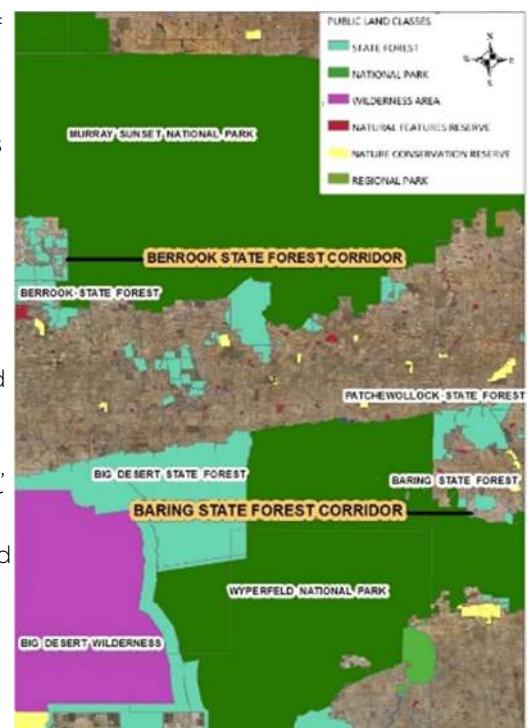 f
s
d
,
r
d
PUBLIC LAND CLASSES
STATE FOREST
NATIONAL PARK
WILDERNESS AREA
NATURAL FEATURES RESERVE
NATURE CONSERVATION RESERVE
REGIONAL PARK
N
W
E
S
MURRAY SUNSET NATIONAL PARK
BERROOK STATE FOREST CORRIDOR
BERROOK STATE FOREST
PATCHEWOLLOCK STATE FOREST
BIG DESERT STATE FOREST
BARING STATE FOREST
BARING STATE FOREST CORRIDOR
WYPERFELD NATIONAL PARK
BIG DESERT WILDERNESS